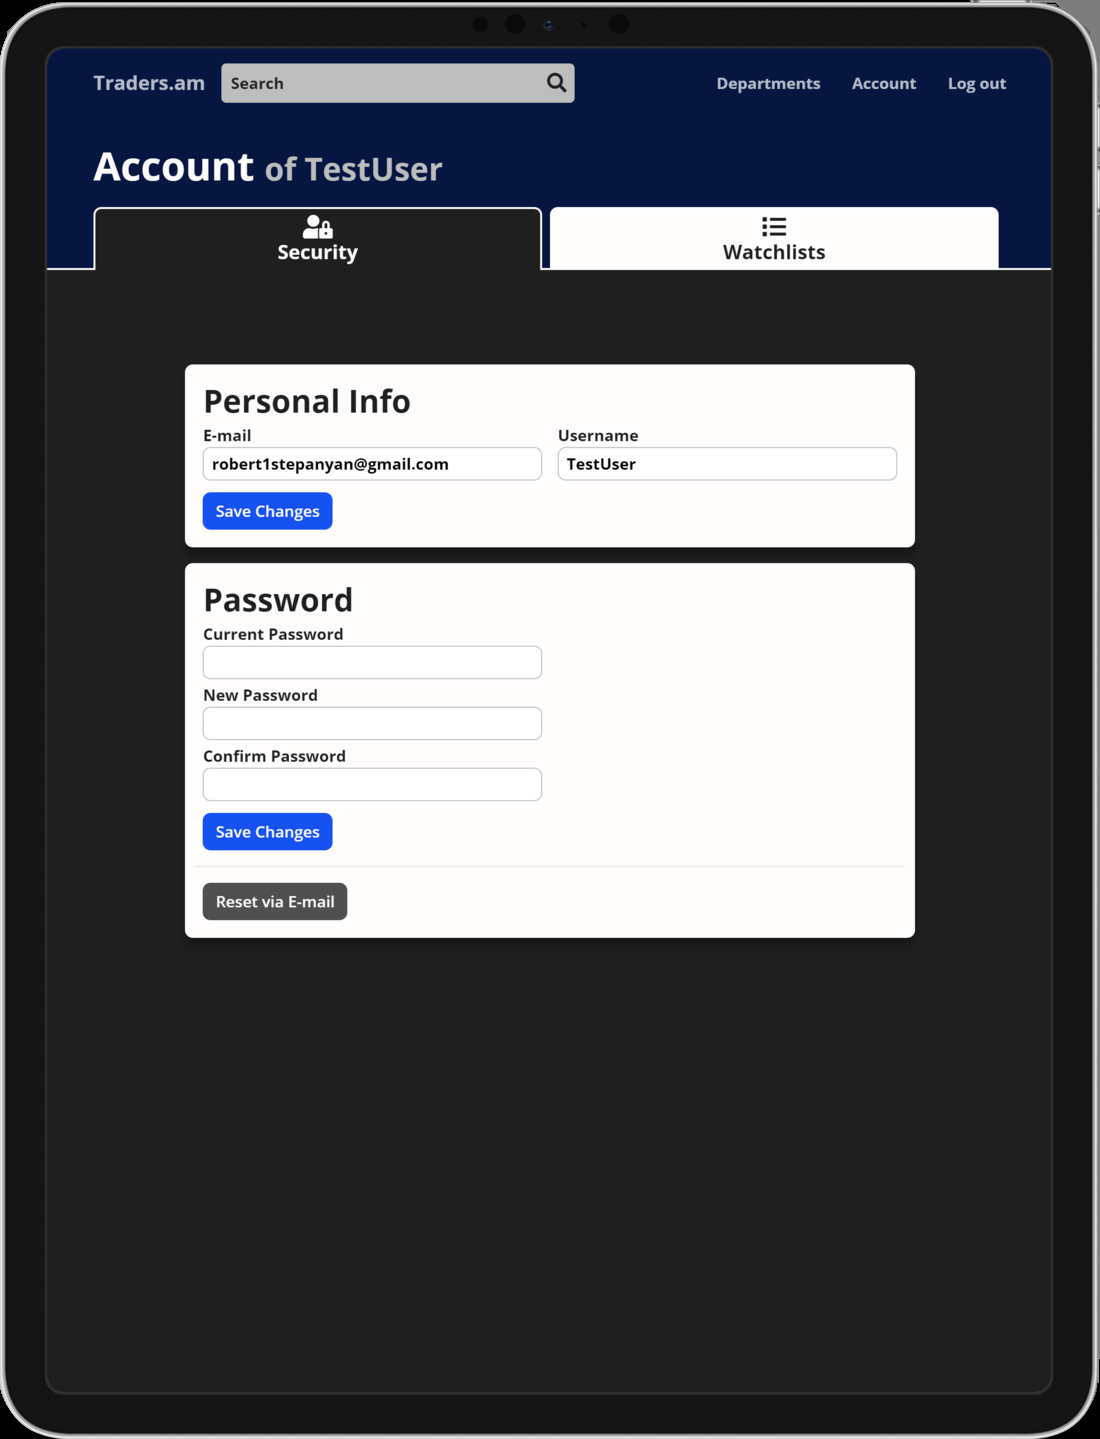 Traders.am Search Departments Account Log out
Account of TestUser
Security Watchlists
Personal Info
E-mail Username
robert1stepanyan@gmail.com TestUser
Save Changes
Password
Current Password
New Password
Confirm Password
Save Changes
Reset via E-mail